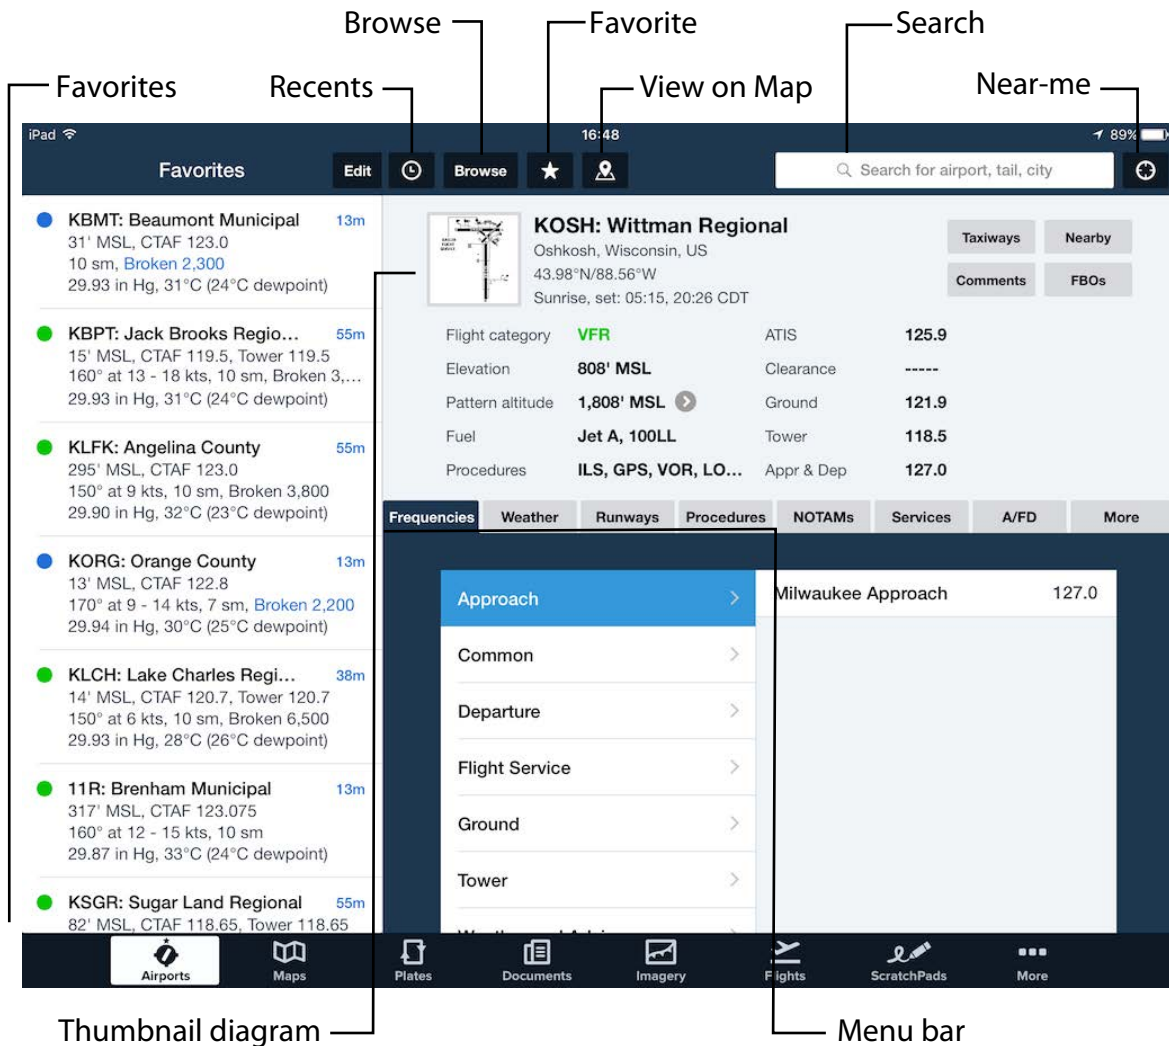 Browse
Favorite
Search
Favorites
Recents
View on Map
Near-me
iPad
16:48
89%
Favorites
Edit
Browse
Search for airport, tail, city
KBMT: Beaumont Municipal 13m
31' MSL, CTAF 123.0
10 sm, Broken 2,300
29.93 in Hg, 31°C (24°C dewpoint)
KBPT: Jack Brooks Regio... 55m
15' MSL, CTAF 119.5, Tower 119.5
160° at 13 - 18 kts, 10 sm, Broken 3,...
29.93 in Hg, 31°C (24°C dewpoint)
KLFK: Angelina County 55m
295' MSL, CTAF 123.0
150° at 9 kts, 10 sm, Broken 3,800
29.90 in Hg, 32°C (23°C dewpoint)
KORG: Orange County 13m
13' MSL, CTAF 122.8
170° at 9 - 14 kts, 7 sm, Broken 2,200
29.94 in Hg, 30°C (25°C dewpoint)
KLCH: Lake Charles Regi... 38m
14' MSL, CTAF 120.7, Tower 120.7
150° at 6 kts, 10 sm, Broken 6,500
29.93 in Hg, 28°C (26°C dewpoint)
11R: Brenham Municipal 13m
317' MSL, CTAF 123.075
160° at 12 - 15 kts, 10 sm
29.87 in Hg, 33°C (24°C dewpoint)
KSGR: Sugar Land Regional 55m
82' MSL, CTAF 118.65, Tower 118.65
KOSH: Wittman Regional
Oshkosh, Wisconsin, US
43.98°N/88.56°W
Sunrise, set: 05:15, 20:26 CDT
Taxiways
Nearby
Comments
FBOs
Flight category VFR ATIS 125.9
Elevation 808' MSL Clearance -----
Pattern altitude 1,808' MSL Ground 121.9
Fuel Jet A, 100LL Tower 118.5
Procedures ILS, GPS, VOR, LO... Appr & Dep 127.0
Frequencies Weather Runways Procedures NOTAMs Services A/FD More
Approach
Common
Departure
Flight Service
Ground
Tower
Milwaukee Approach 127.0
Airports Maps Plates Documents Imagery Flights ScratchPads More
Thumbnail diagram
Menu bar